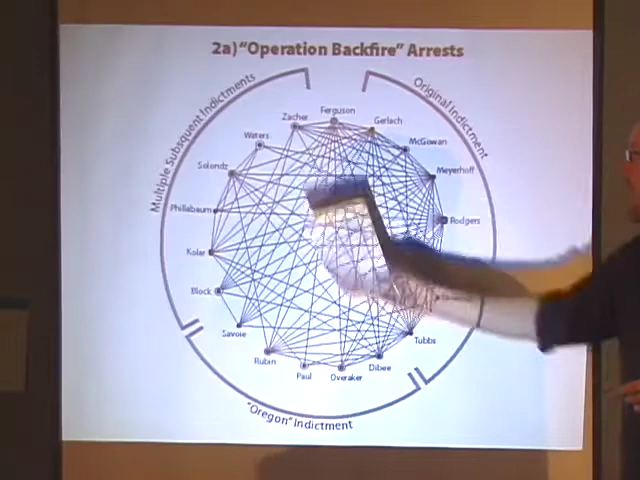 2a) "Operation Backfire" Arrests
Multiple Susquent Indictments
Original Indictment
Ferguson
Zacher
Gerlach
Waters
McGowan
Solondz
Meyerhoff
Phillabaum
Rodgers
Kolar
Block
Savoie
Tubbs
Rubin
Dibee
Paul
Overaker
"Oregon" Indictment